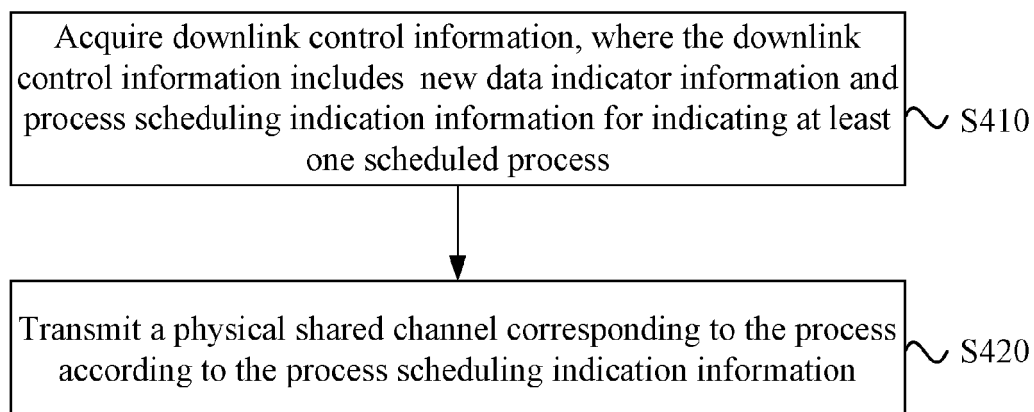 Acquire downlink control information, where the downlink
control information includes new data indicator information and
process scheduling indication information for indicating at least
one scheduled process
S410
Transmit a physical shared channel corresponding to the process
according to the process scheduling indication information
S420